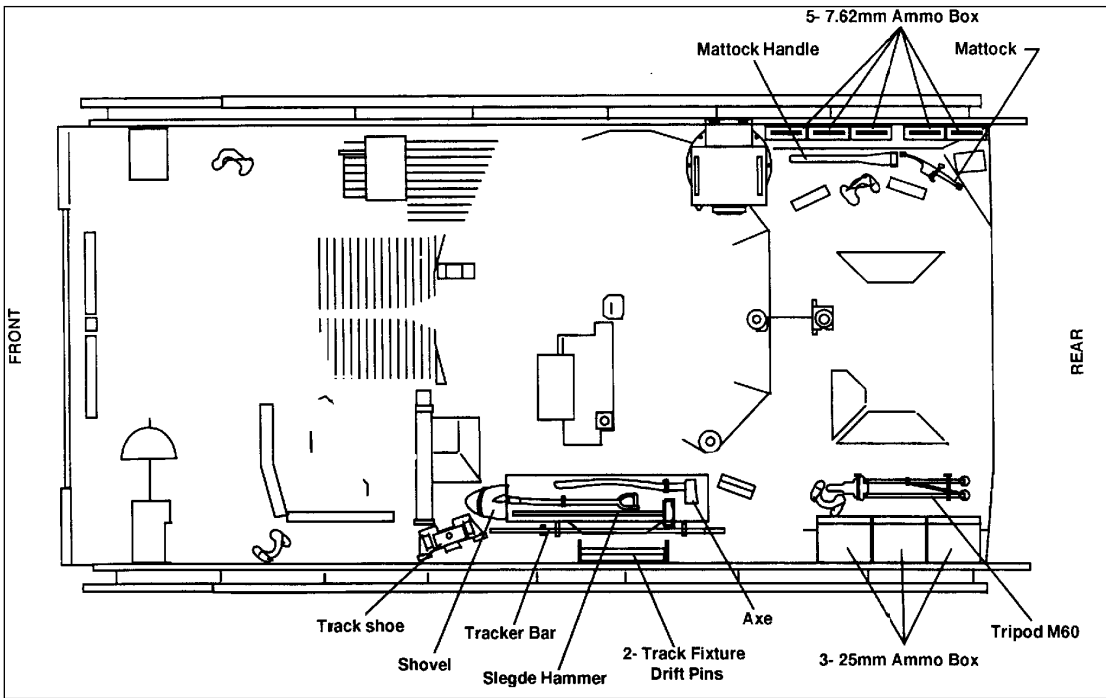 5- 7.62mm Ammo Box
Mattock Handle
Mattock
FRONT
REAR
Track shoe
Shovel
Tracker Bar
Slegde Hammer
2- Track Fixture
Drift Pins
Axe
3- 25mm Ammo Box
Tripod M60